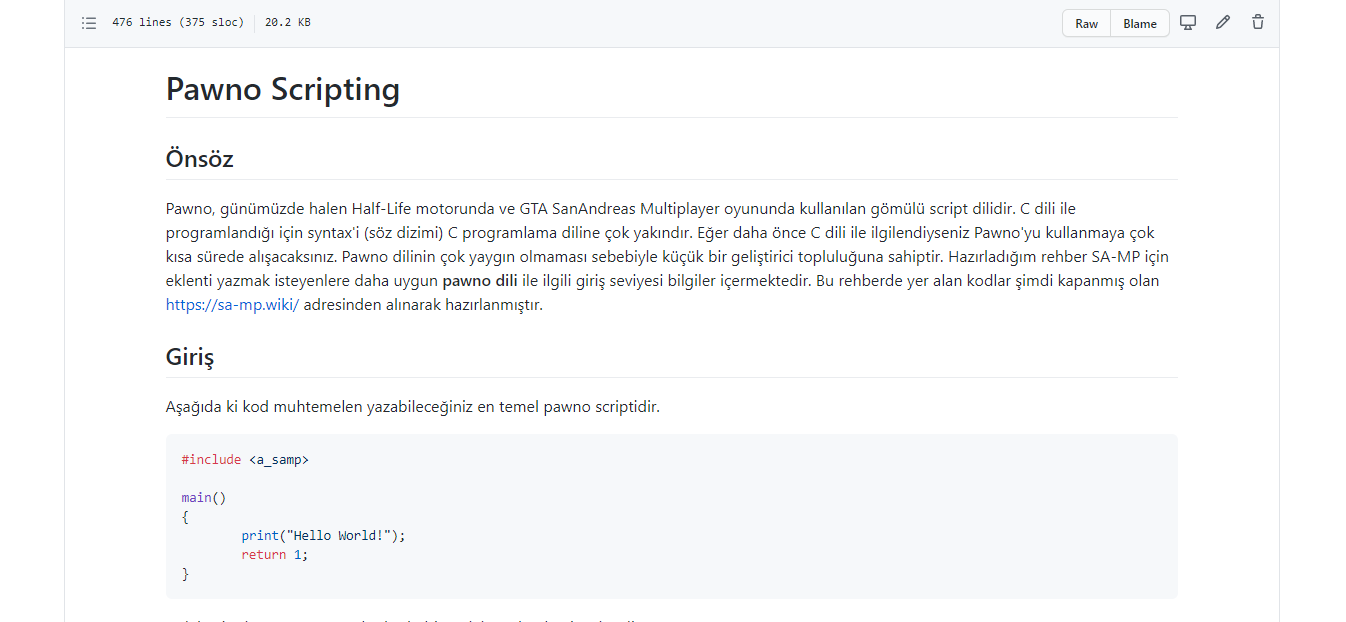 476 lines (375 sloc) 20.2 KB Raw Blame
Pawno Scripting
Önsöz
Pawno, günümüzde halen Half-Life motorunda ve GTA SanAndreas Multiplayer oyununda kullanılan gömülü script dilidir. C dili ile
programlandığı için syntax'i (söz dizimi) C programlama diline çok yakındır. Eğer daha önce C dili ile ilgilendiyseniz Pawno'yu kullanmaya çok
kısa sürede alışacaksınız. Pawno dilinin çok yaygın olmaması sebebiyle küçük bir geliştirici topluluğuna sahiptir. Hazırladığım rehber SA-MP için
eklenti yazmak isteyenlere daha uygun pawno dili ile ilgili giriş seviyesi bilgiler içermektedir. Bu rehberde yer alan kodlar şimdi kapanmış olan
https://sa-mp.wiki/ adresinden alınarak hazırlanmıştır.
Giriş
Aşağıda ki kod muhtemelen yazabileceğiniz en temel pawno scriptidir.
#include <a_samp>
main()
{
print("Hello World!");
return 1;
}